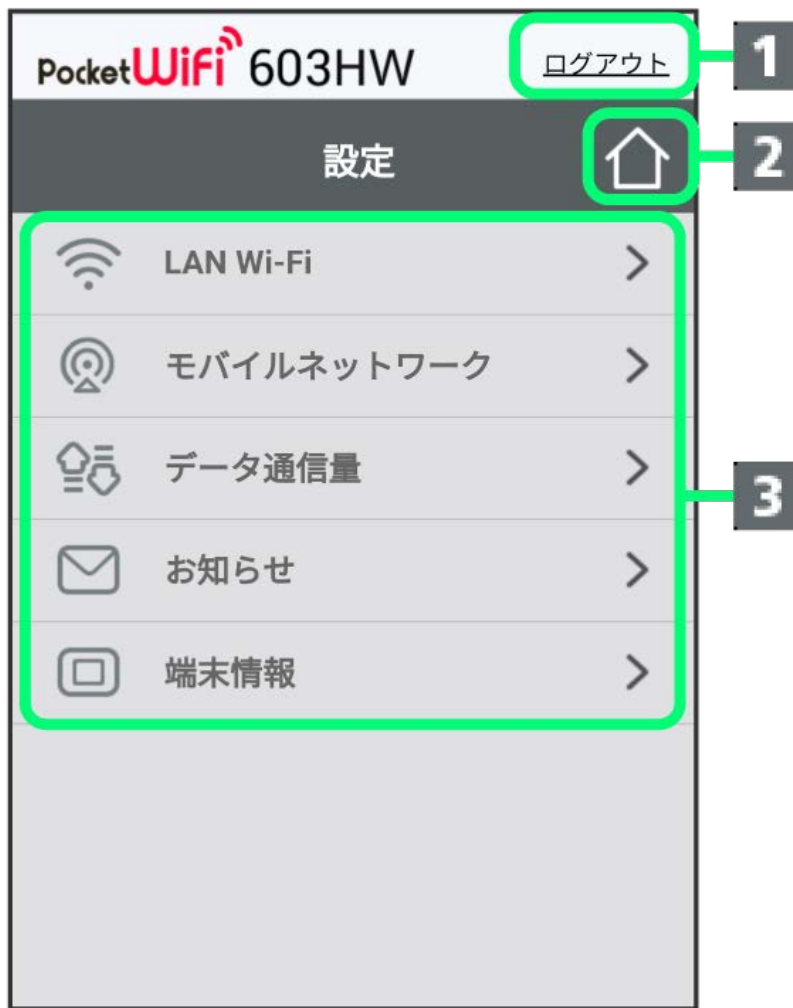 PocketWiFi 603HW ログアウト 1
設定 2
LAN Wi-Fi
モバイルネットワーク
データ通信量
3
お知らせ
端末情報